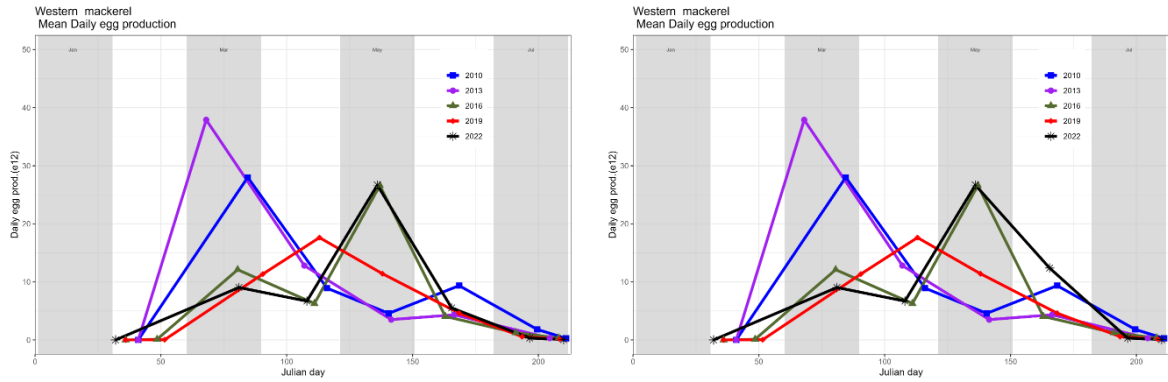 Western mackerel
Mean Daily egg production
Jan
Mar
May
Jul
50
40
30
20
10
0
Daily egg prod.(e12)
2010
2013
2016
2019
2022
0
50
100
150
200
Julian day
Western mackerel
Mean Daily egg production
Jan
Mar
May
Jul
50
40
30
20
10
0
Daily egg prod.(e12)
2010
2013
2016
2019
2022
0
50
100
150
200
Julian day